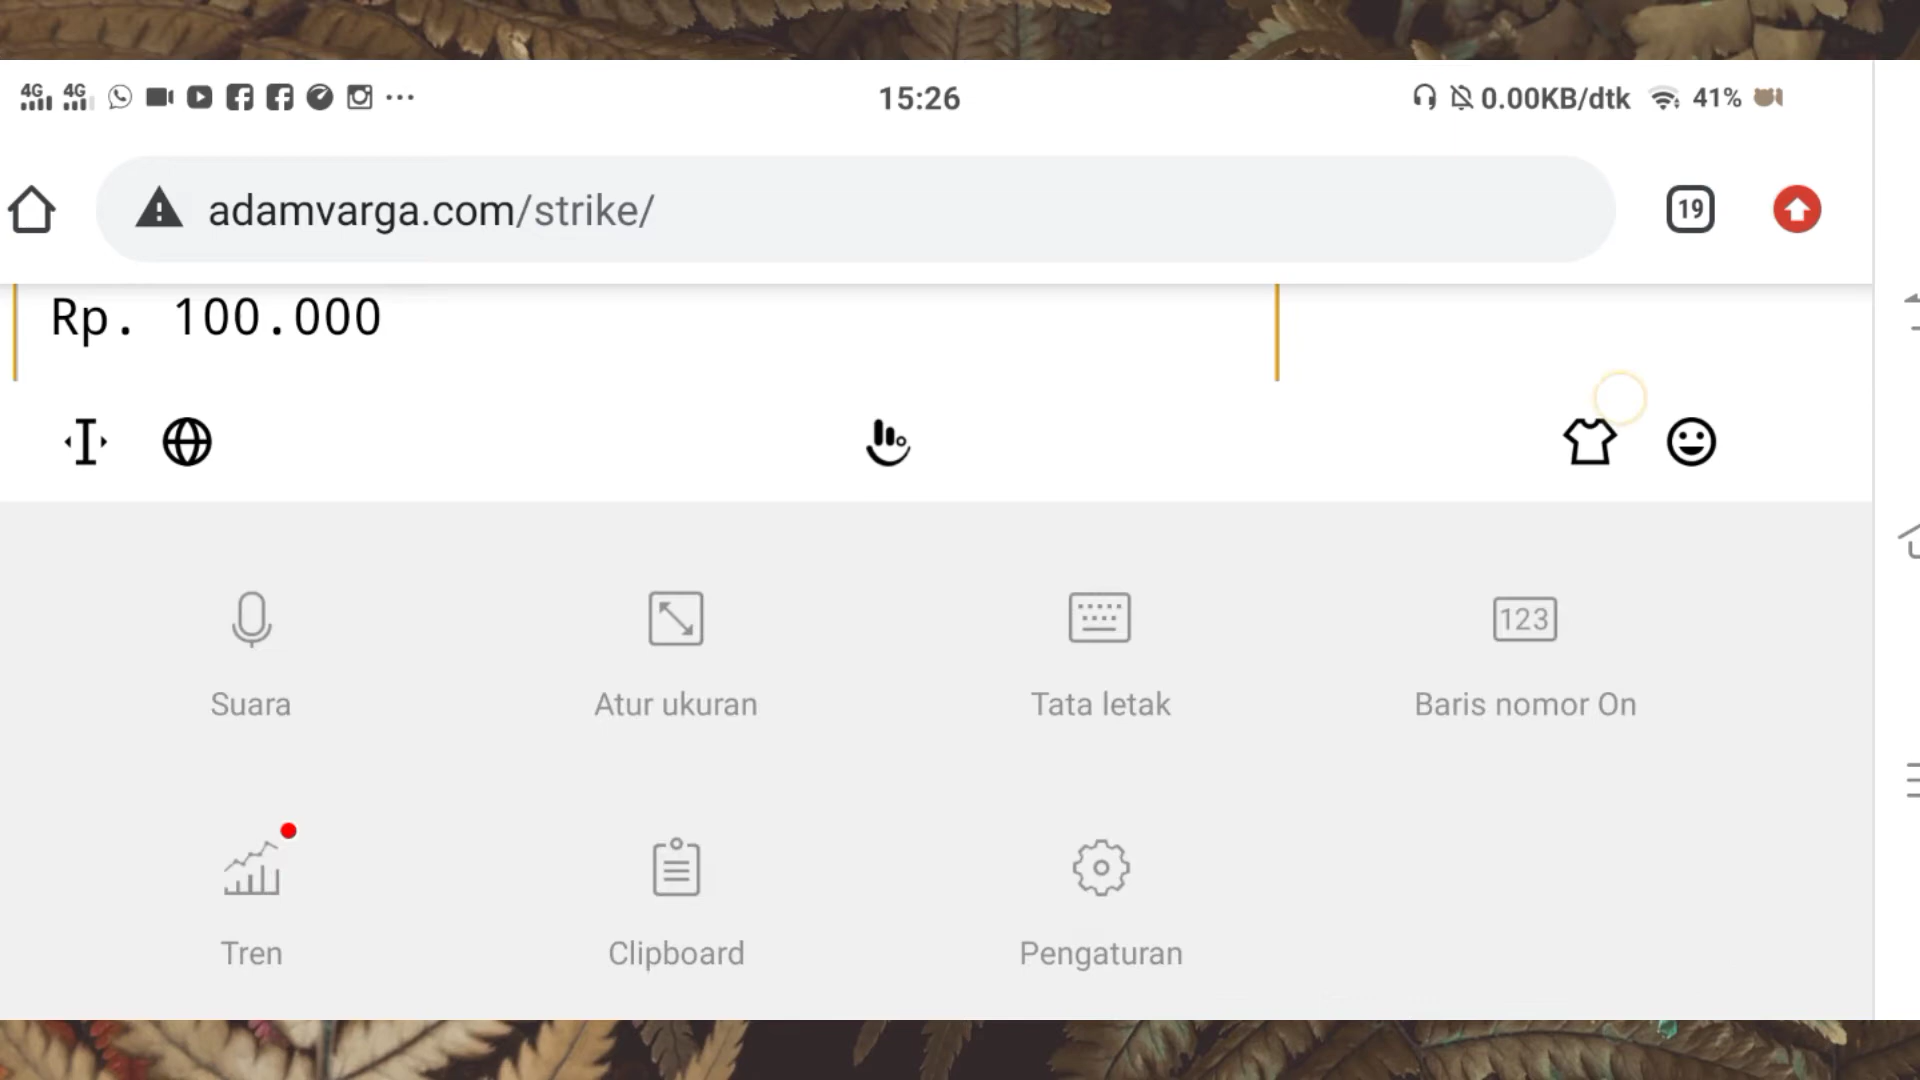 4G 4G 15:26 0.00KB/dtk 41%
adamvarga.com/strike/ 19
Rp. 100.000
123
Suara Atur ukuran Tata letak Baris nomor On
Tren Clipboard Pengaturan